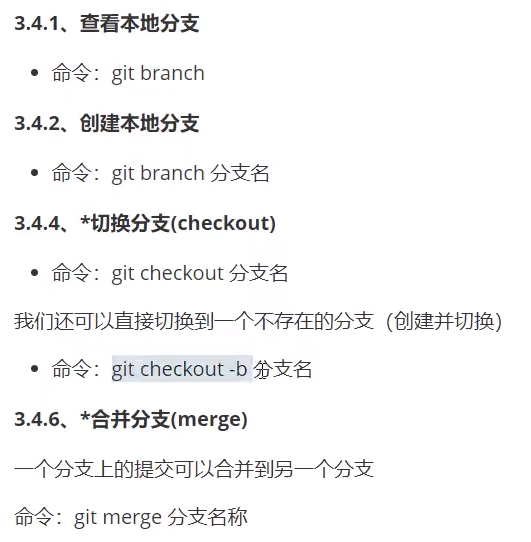 3.4.1、查看本地分支
命令：git branch
3.4.2、创建本地分支
命令：git branch 分支名
3.4.4、*切换分支(checkout)
命令：git checkout 分支名
我们还可以直接切换到一个不存在的分支（创建并切换）
命令：git checkout -b 分支名
3.4.6、*合并分支(merge)
一个分支上的提交可以合并到另一个分支
命令：git merge 分支名称